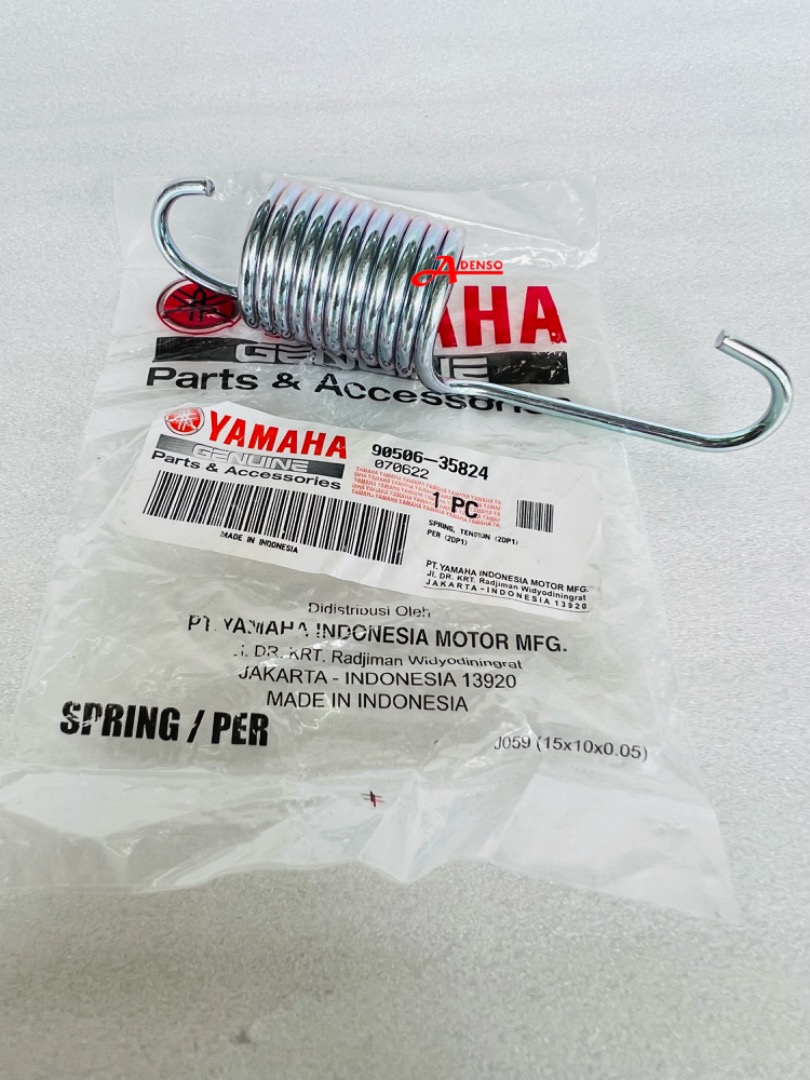 ADENSO
YAMAHA
GENUINE
Parts & Accessories
YAMAHA
GENUINE
Parts & Accessories
90506-35824
070622
1 PC
MADE IN INDONESIA
SPRING, TENSION (2DP1)
PER (2DP1)
PT. YAMAHA INDONESIA MOTOR MFG.
Jl. DR. KRT. Radjiman Widyodiningrat
JAKARTA - INDONESIA 13920
Didistribusi Oleh
PT. YAMAHA INDONESIA MOTOR MFG.
Jl. DR. KRT. Radjiman Widyodiningrat
JAKARTA - INDONESIA 13920
MADE IN INDONESIA
SPRING / PER
J059 (15x10x0.05)